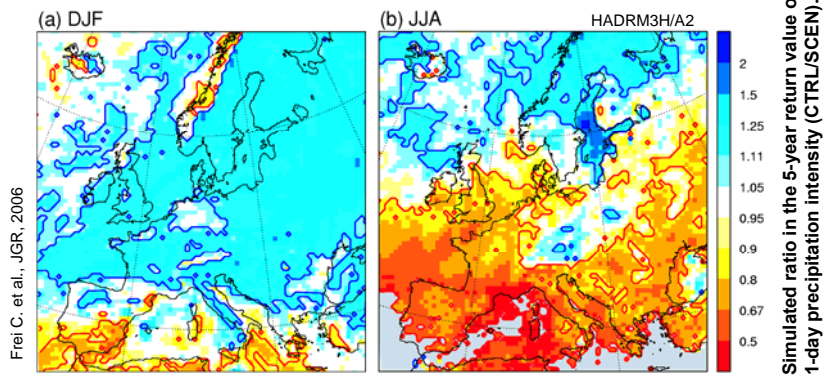 (a) DJF
(b) JJA
HADRM3H/A2
2
1.5
1.25
1.11
1.05
0.95
0.9
0.8
0.67
0.5
Frei C. et al., JGR, 2006
Simulated ratio in the 5-year return value
1-day precipitation intensity (CTRL/SCEN).